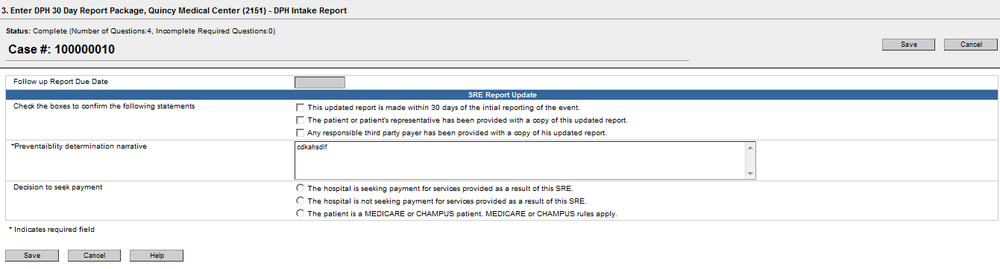 3. Enter DPH 30 Day Report Package, Quincy Medical Center (2151) - DPH Intake Report
Status: Complete (Number of Questions:4, Incomplete Required Questions:0)
Case #: 100000010
Save Cancel
Follow up Report Due Date
SRE Report Update
Check the boxes to confirm the following statements
This updated report is made within 30 days of the intial reporting of the event.
The patient or patient's representative has been provided with a copy of this updated report.
Any responsible third party payer has been provided with a copy of his updated report.
*Preventaiblity determination narrative
cdkahsdlf
Decision to seek payment
The hospital is seeking payment for services provided as a result of this SRE.
The hospital is not seeking payment for services provided as a result of this SRE.
The patient is a MEDICARE or CHAMPUS patient. MEDICARE or CHAMPUS rules apply.
* Indicates required field
Save Cancel Help